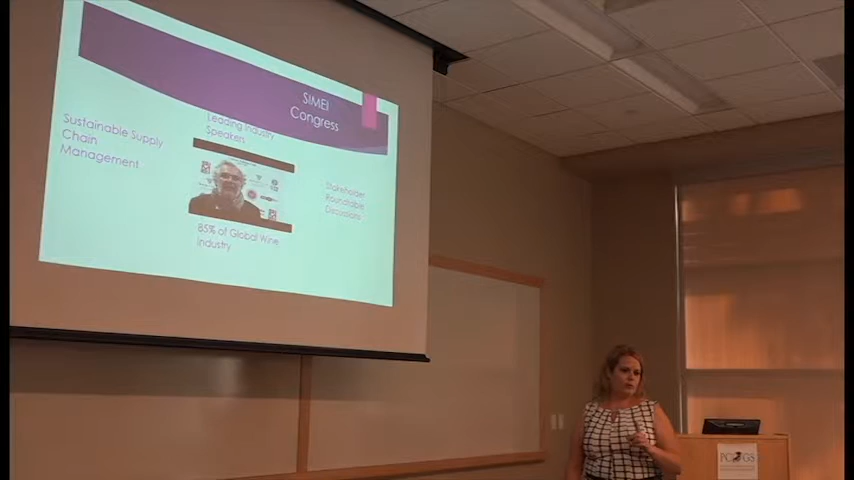 SIMEI
Congress
Leading Industry
Speakers
Sustainable Supply
Chain
Management
Stakeholder
Roundtable
Discussions
85% of Global Wine
Industry